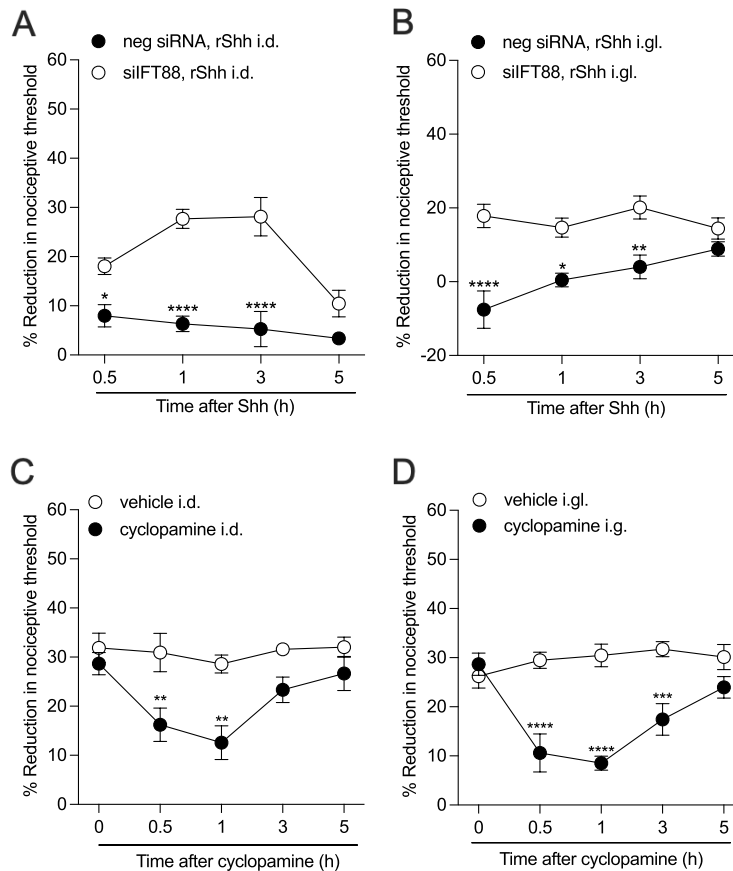 A
neg siRNA, rShh i.d.
siIFT88, rShh i.d.
% Reduction in nociceptive threshold
60
50
40
30
20
10
0
*
****
****
0.5 1 3 5
Time after Shh (h)
B
neg siRNA, rShh i.gl.
siIFT88, rShh i.gl.
% Reduction in nociceptive threshold
60
40
20
0
-20
****
*
**
0.5 1 3 5
Time after Shh (h)
C
vehicle i.d.
cyclopamine i.d.
% Reduction in nociceptive threshold
60
50
40
30
20
10
0
**
**
0 0.5 1 3 5
Time after cyclopamine (h)
D
vehicle i.gl.
cyclopamine i.g.
% Reduction in nociceptive threshold
60
50
40
30
20
10
0
****
****
***
0 0.5 1 3 5
Time after cyclopamine (h)